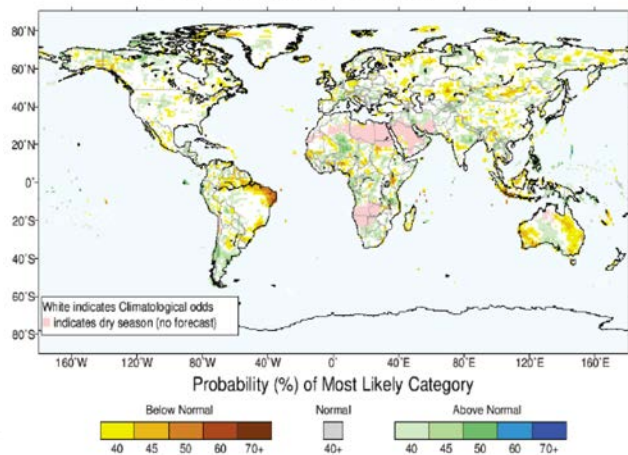 80°N
60°N
40°N
20°N
0°
20°S
40°S
60°S
80°S
White indicates Climatological odds
indicates dry season (no forecast)
160°W 120°W 80°W 40°W 0° 40°E 80°E 120°E 160°E
Probability (%) of Most Likely Category
Below Normal Normal Above Normal
40 45 50 60 70+ 40+ 40 45 50 60 70+